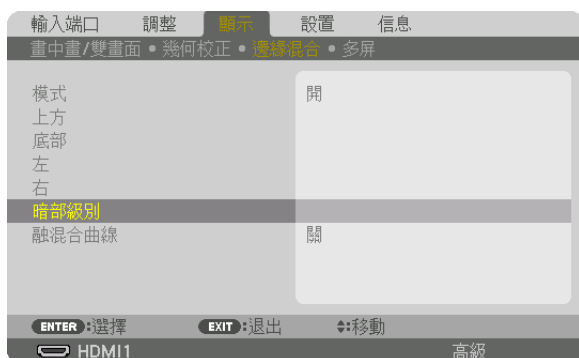 輸入端口 調整 顯示 設置 信息
畫中畫/雙畫面 • 幾何校正 • 邊緣混合 • 多屏
模式 開
上方
底部
左
右
暗部級別
融混合曲線 關
ENTER:選擇 EXIT:退出 :移動
HDMI1 高級